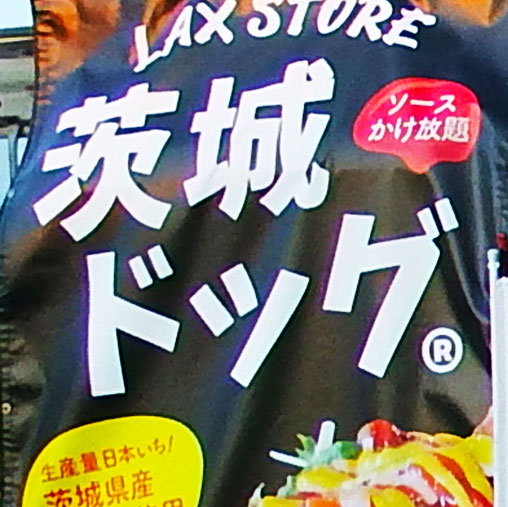 LAX STORE
茨城
ドッグ®
ソース
かけ放題
生産量日本いち!
茨城県産